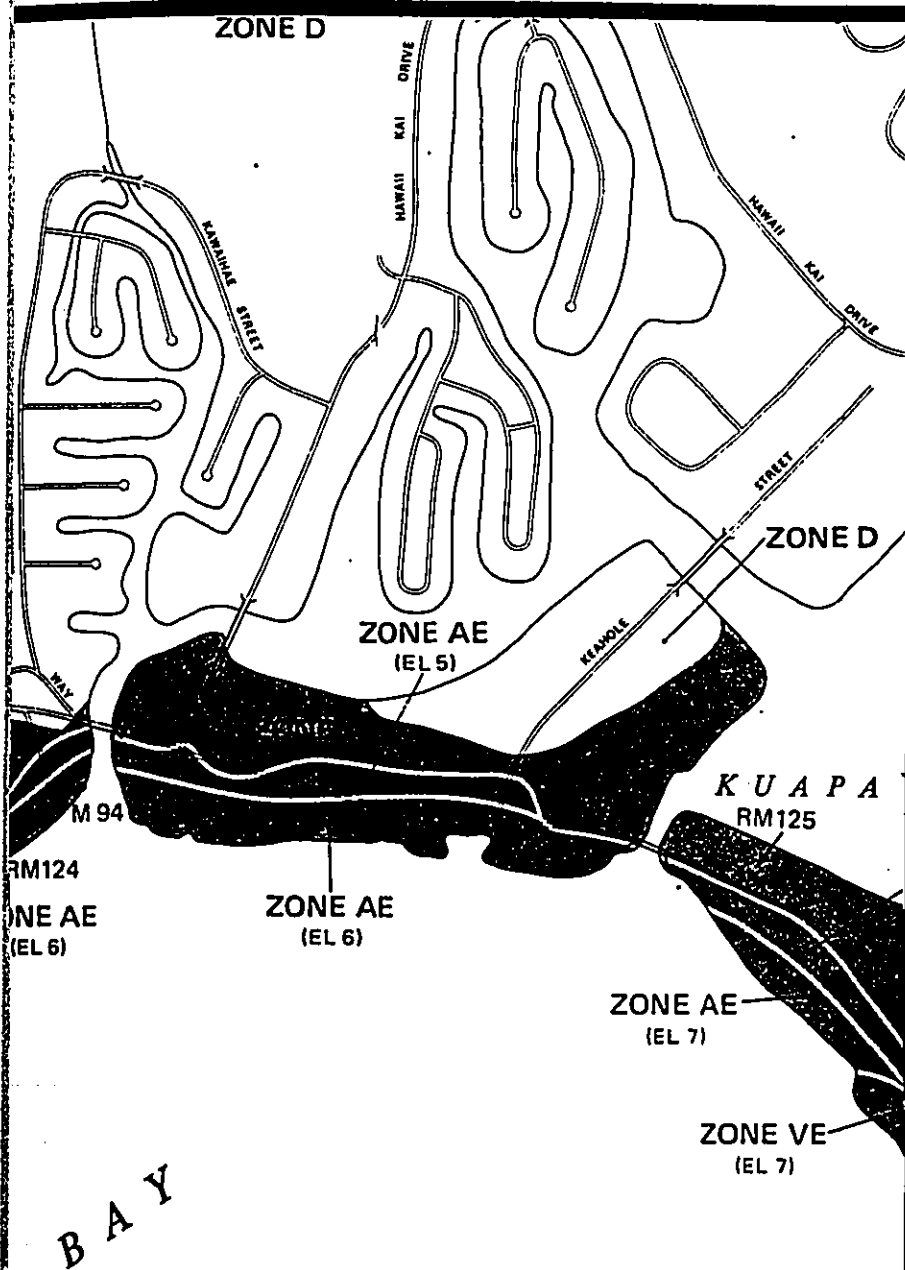 ZONE D
HAWAII KAI DRIVE
HAWAII KAI DRIVE
KAWAIHAE STREET
STREET
ZONE D
KEAHOLE
ZONE AE
(EL 5)
WAY
KUAPA
RM125
M 94
RM124
ZONE AE
(EL 6)
NE AE
(EL 6)
ZONE AE
(EL 7)
ZONE VE
(EL 7)
BAY